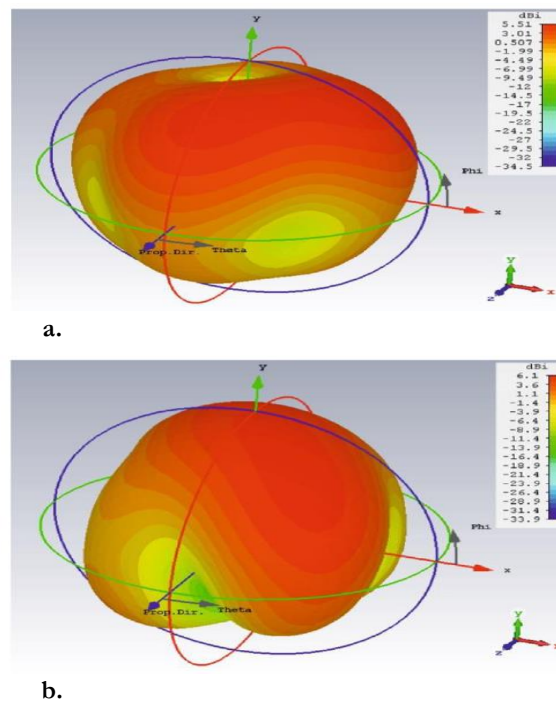 dBi
5.51
3.01
0.507
-1.99
-4.49
-6.99
-9.49
-12
-14.5
-17
-19.5
-22
-24.5
-27
-29.5
-32
-34.5
y
Phi
x
Prop.Dir. Theta
y
z x
a.
dBi
6.1
3.6
1.1
-1.4
-3.9
-6.4
-8.9
-11.4
-13.9
-16.4
-18.9
-21.4
-23.9
-26.4
-28.9
-31.4
-33.9
y
Phi
x
Prop.Dir. Theta
y
z
b.